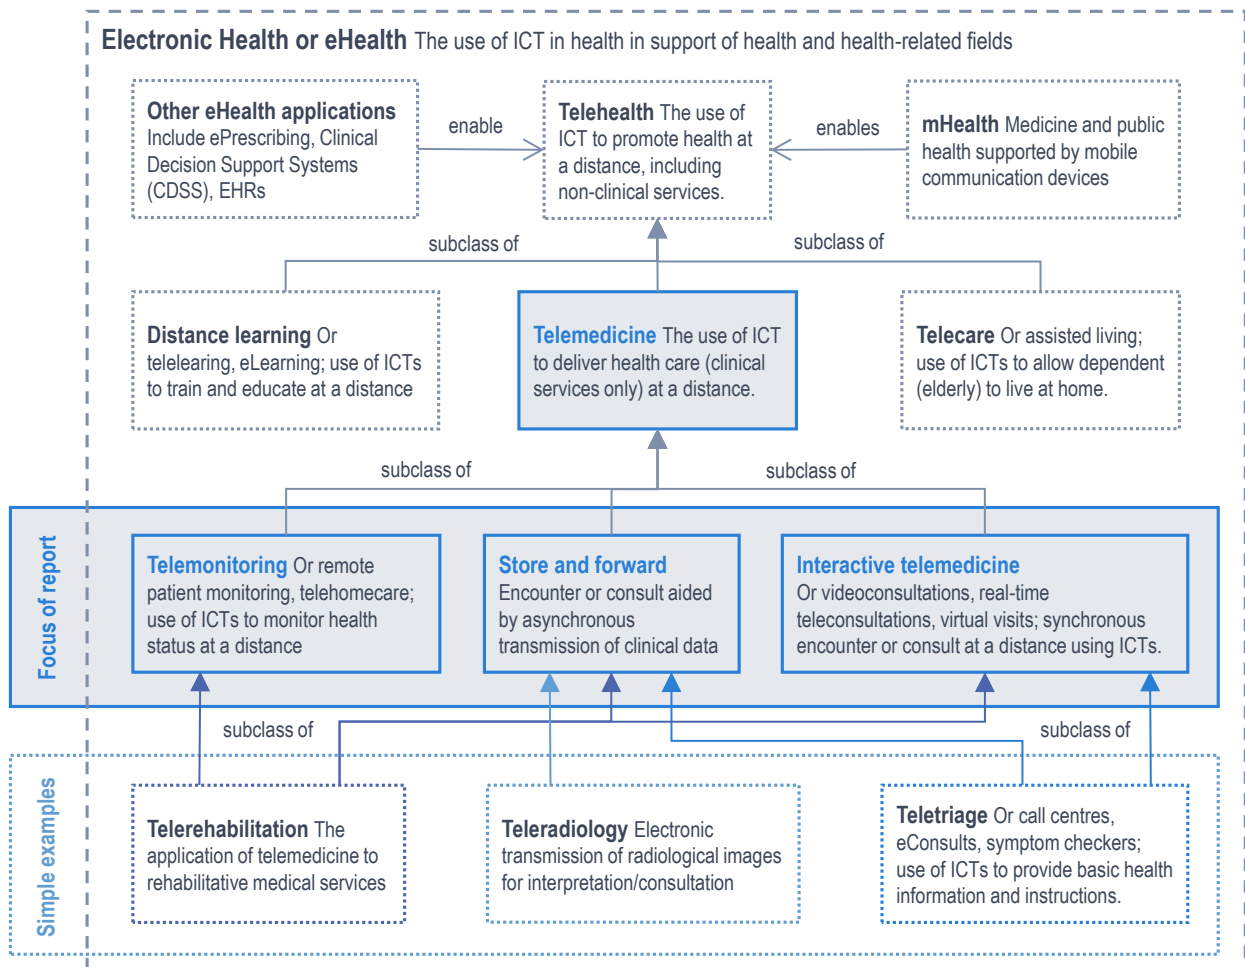 Electronic Health or eHealth The use of ICT in health in support of health and health-related fields
Other eHealth applications
Include ePrescribing, Clinical
Decision Support Systems
(CDSS), EHRs
enable
Telehealth The use of
ICT to promote health at
a distance, including
non-clinical services.
enables
mHealth Medicine and public
health supported by mobile
communication devices
subclass of
subclass of
Distance learning Or
telelearing, eLearning; use of ICTs
to train and educate at a distance
Telemedicine The use of ICT
to deliver health care (clinical
services only) at a distance.
Telecare Or assisted living;
use of ICTs to allow dependent
(elderly) to live at home.
subclass of
subclass of
Focus of report
Telemonitoring Or remote
patient monitoring, telehomecare;
use of ICTs to monitor health
status at a distance
Store and forward
Encounter or consult aided
by asynchronous
transmission of clinical data
Interactive telemedicine
Or videoconsultations, real-time
teleconsultations, virtual visits; synchronous
encounter or consult at a distance using ICTs.
subclass of
subclass of
Simple examples
Telerehabilitation The
application of telemedicine to
rehabilitative medical services
Teleradiology Electronic
transmission of radiological images
for interpretation/consultation
Teletriage Or call centres,
eConsults, symptom checkers;
use of ICTs to provide basic health
information and instructions.